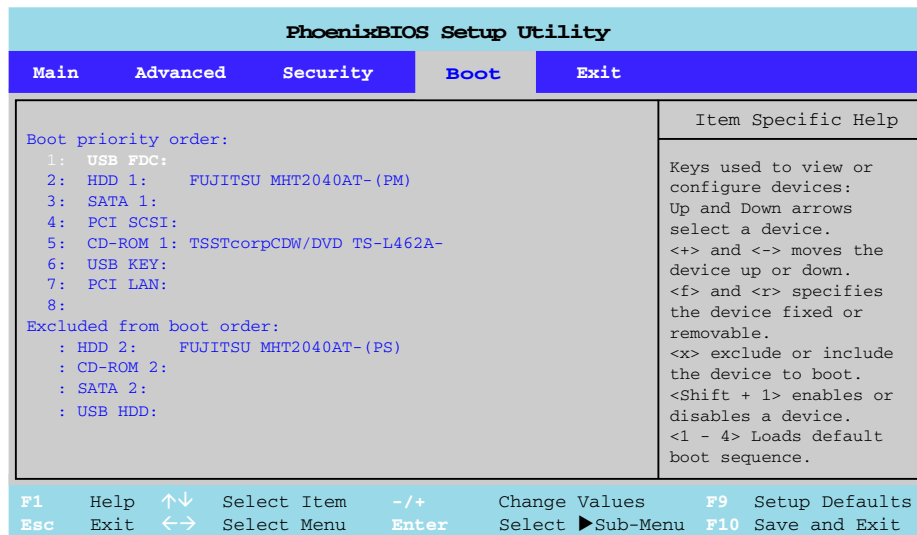 PhoenixBIOS Setup Utility
Main Advanced Security Boot Exit
Boot priority order:
1: USB FDC:
2: HDD 1: FUJITSU MHT2040AT-(PM)
3: SATA 1:
4: PCI SCSI:
5: CD-ROM 1: TSSTcorpCDW/DVD TS-L462A-
6: USB KEY:
7: PCI LAN:
8:
Excluded from boot order:
: HDD 2: FUJITSU MHT2040AT-(PS)
: CD-ROM 2:
: SATA 2:
: USB HDD:
Item Specific Help
Keys used to view or
configure devices:
Up and Down arrows
select a device.
<+> and <-> moves the
device up or down.
<f> and <r> specifies
the device fixed or
removable.
<x> exclude or include
the device to boot.
<Shift + 1> enables or
disables a device.
<1 - 4> Loads default
boot sequence.
F1 Help ↑↓ Select Item -/+ Change Values F9 Setup Defaults
Esc Exit ←→ Select Menu Enter Select ▶Sub-Menu F10 Save and Exit